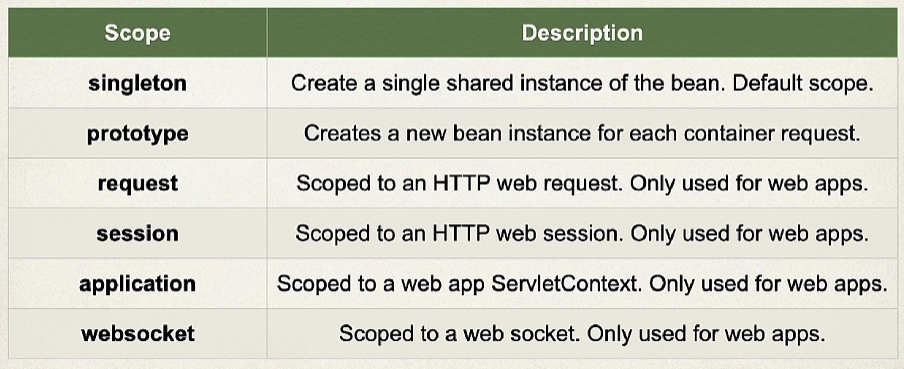 Scope Description
singleton Create a single shared instance of the bean. Default scope.
prototype Creates a new bean instance for each container request.
request Scoped to an HTTP web request. Only used for web apps.
session Scoped to an HTTP web session. Only used for web apps.
application Scoped to a web app ServletContext. Only used for web apps.
websocket Scoped to a web socket. Only used for web apps.